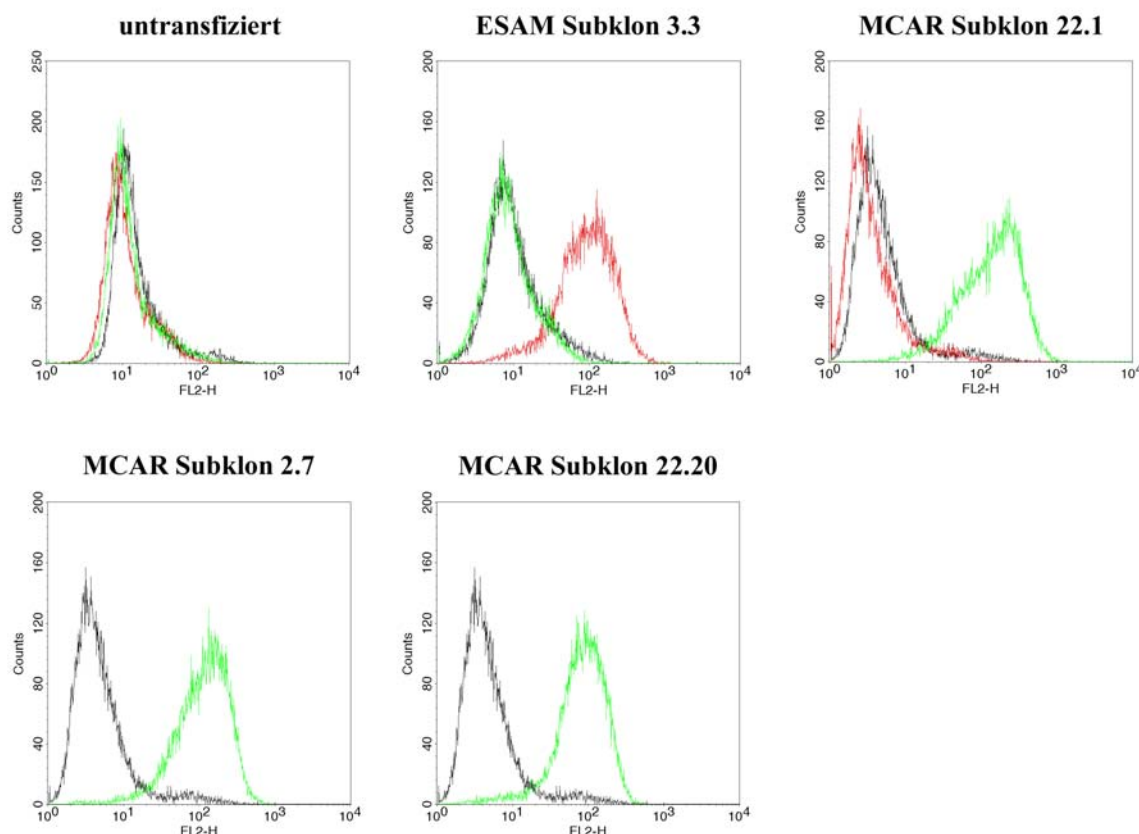 untransfiziert
250
200
150
100
50
0
Counts
10⁰ 10¹ 10² 10³ 10⁴
FL2-H
ESAM Subklon 3.3
200
160
120
80
40
0
Counts
10⁰ 10¹ 10² 10³ 10⁴
FL2-H
MCAR Subklon 22.1
200
160
120
80
40
0
Counts
10⁰ 10¹ 10² 10³ 10⁴
FL2-H
MCAR Subklon 2.7
200
160
120
80
40
0
Counts
10⁰ 10¹ 10² 10³ 10⁴
FL2-H
MCAR Subklon 22.20
200
160
120
80
40
0
Counts
10⁰ 10¹ 10² 10³ 10⁴
FL2-H